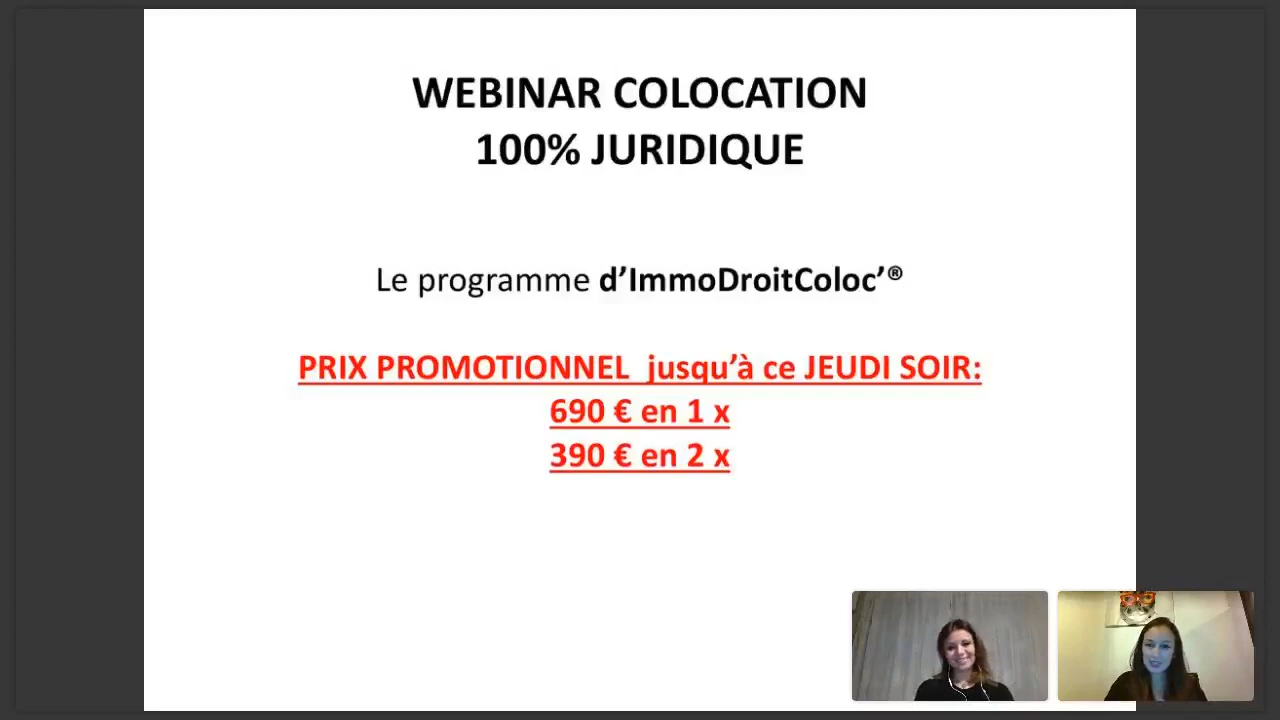 WEBINAR COLOCATION
100% JURIDIQUE
Le programme d’ImmoDroitColoc’®
PRIX PROMOTIONNEL  jusqu’à ce JEUDI SOIR:
690 € en 1 x
390 € en 2 x